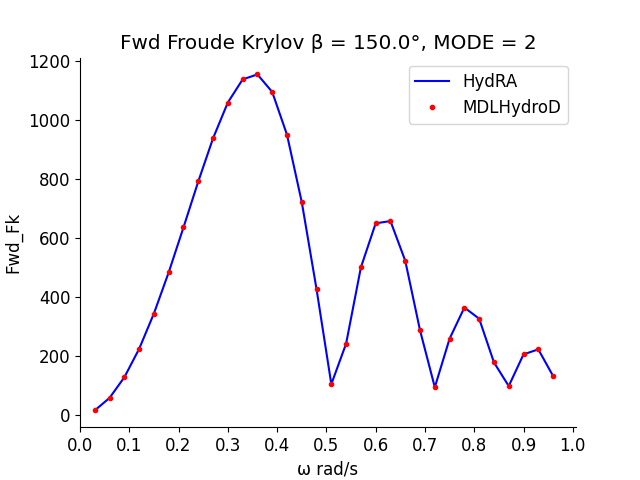 Fwd Froude Krylov β = 150.0°, MODE = 2
HydRA
MDLHydroD
Fwd_Fk
1200
1000
800
600
400
200
0
0.0 0.1 0.2 0.3 0.4 0.5 0.6 0.7 0.8 0.9 1.0
ω rad/s